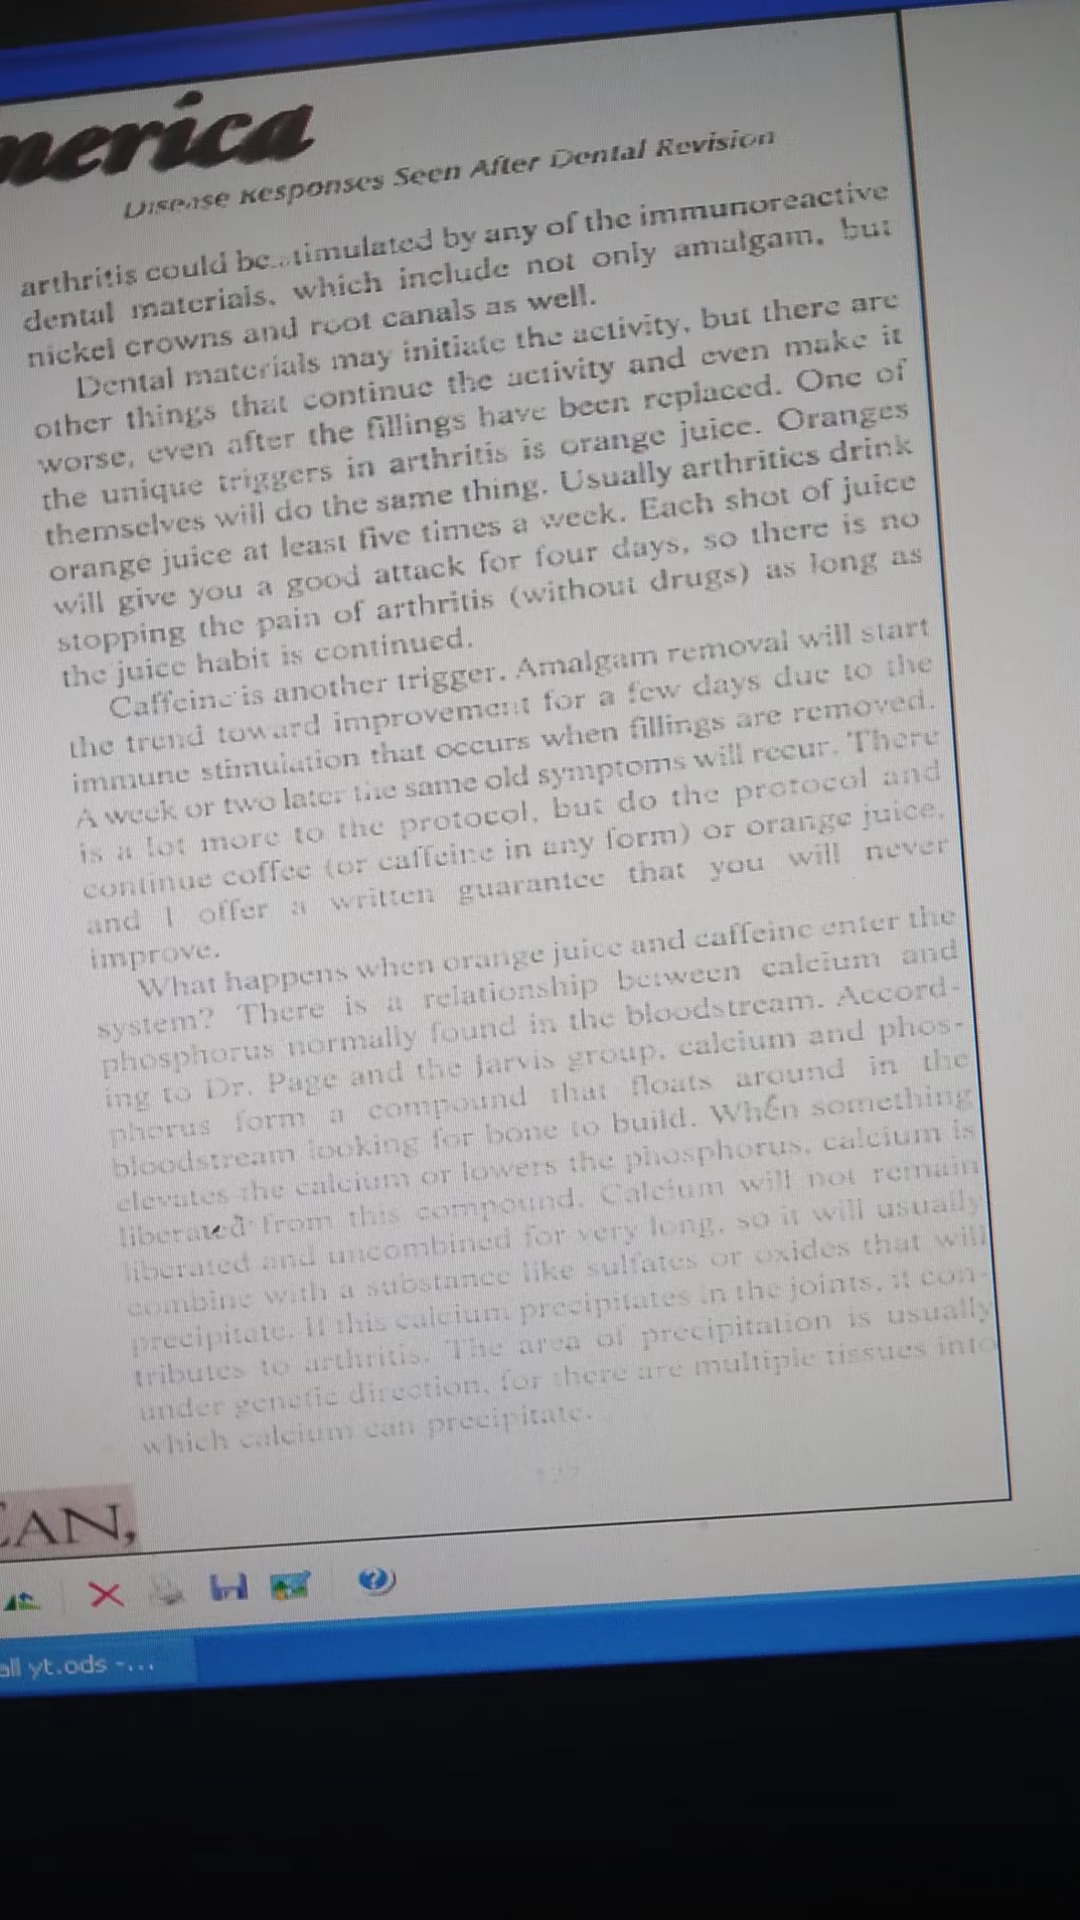 merica
Disease Responses Seen After Dental Revision
arthritis could be stimulated by any of the immunoreactive
dental materials, which include not only amalgam, but
nickel crowns and root canals as well.
Dental materials may initiate the activity, but there are
other things that continue the activity and even make it
worse, even after the fillings have been replaced. One of
the unique triggers in arthritis is orange juice. Oranges
themselves will do the same thing. Usually arthritics drink
orange juice at least five times a week. Each shot of juice
will give you a good attack for four days, so there is no
stopping the pain of arthritis (without drugs) as long as
the juice habit is continued.
Caffeine is another trigger. Amalgam removal will start
the trend toward improvement for a few days due to the
immune stimulation that occurs when fillings are removed.
A week or two later the same old symptoms will recur. There
is a lot more to the protocol, but do the protocol and
continue coffee (or caffeine in any form) or orange juice,
and I offer a written guarantee that you will never
improve.
What happens when orange juice and caffeine enter the
system? There is a relationship between calcium and
phosphorus normally found in the bloodstream. Accord-
ing to Dr. Page and the Jarvis group, calcium and phos-
phorus form a compound that floats around in the
bloodstream looking for bone to build. When something
elevates the calcium or lowers the phosphorus, calcium is
liberated from this compound. Calcium will not remain
liberated and uncombined for very long, so it will usually
combine with a substance like sulfates or oxides that will
precipitate. If this calcium precipitates in the joints, it con-
tributes to arthritis. The area of precipitation is usually
under genetic direction, for there are multiple tissues into
which calcium can precipitate.
127
EAN,
all yt.ods -...